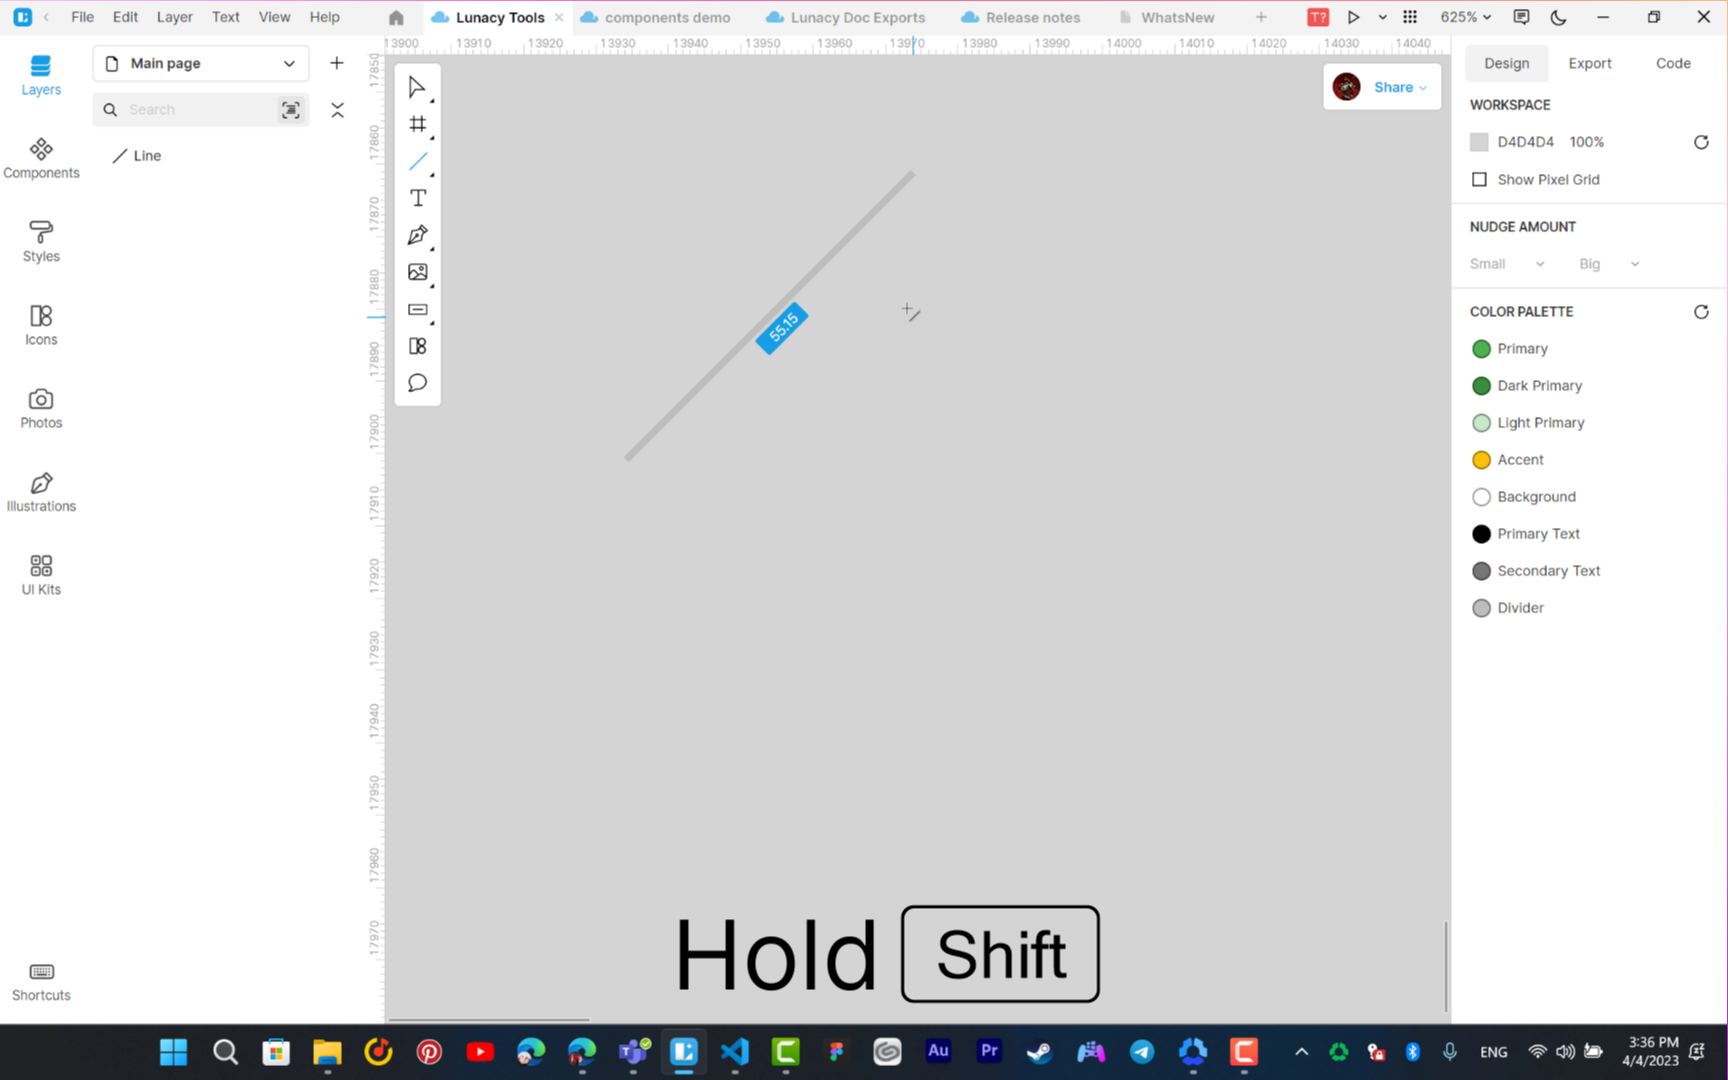 File Edit Layer Text View Help
Lunacy Tools
components demo
Lunacy Doc Exports
Release notes
WhatsNew
T?
625%
Layers
Components
Styles
Icons
Photos
Illustrations
UI Kits
Shortcuts
Main page
Search
Line
13900 13910 13920 13930 13940 13950 13960 13970 13980 13990 14000 14010 14020 14030 14040
17850
17860
17870
17880
17890
17900
17910
17920
17930
17940
17950
17960
17970
55.15
Share
Hold Shift
Design Export Code
WORKSPACE
D4D4D4 100%
Show Pixel Grid
NUDGE AMOUNT
Small Big
COLOR PALETTE
Primary
Dark Primary
Light Primary
Accent
Background
Primary Text
Secondary Text
Divider
Au
Pr
ENG
3:36 PM
4/4/2023